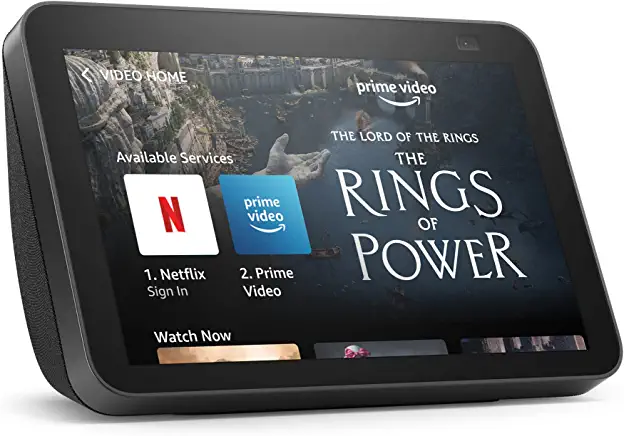 VIDEO HOME
prime video
Available Services
THE LORD OF THE RINGS
THE
RINGS
OF
POWER
N
prime
video
1. Netflix
Sign In
2. Prime
Video
Watch Now